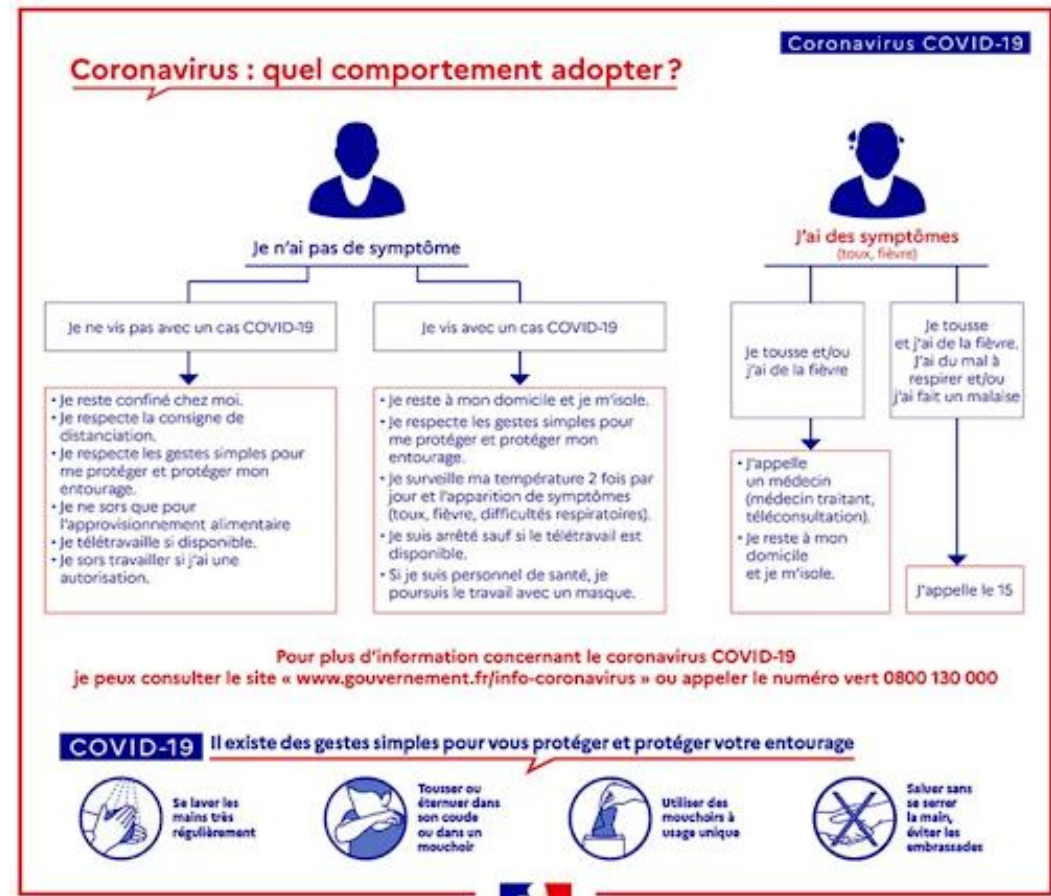 Coronavirus COVID-19
Coronavirus : quel comportement adopter ?
Je n'ai pas de symptôme
Je ne vis pas avec un cas COVID-19
• Je reste confiné chez moi.
• Je respecte la consigne de
distanciation.
• Je respecte les gestes simples pour
me protéger et protéger mon
entourage.
• Je ne sors que pour
l'approvisionnement alimentaire
• Je télétravaille si disponible.
• Je sors travailler si j'ai une
autorisation.
Je vis avec un cas COVID-19
• Je reste à mon domicile et je m'isole.
• Je respecte les gestes simples pour
me protéger et protéger mon
entourage.
• Je surveille ma température 2 fois par
jour et l'apparition de symptômes
(toux, fièvre, difficultés respiratoires).
• Je suis arrêté sauf si le télétravail est
disponible.
• Si je suis personnel de santé, je
poursuis le travail avec un masque.
J'ai des symptômes
(toux, fièvre)
Je tousse et/ou
j'ai de la fièvre
• J'appelle
un médecin
(médecin traitant,
téléconsultation).
• Je reste à mon
domicile
et je m'isole.
Je tousse
et j'ai de la fièvre.
J'ai du mal à
respirer et/ou
j'ai fait un malaise
J'appelle le 15
Pour plus d'information concernant le coronavirus COVID-19
je peux consulter le site « www.gouvernement.fr/info-coronavirus » ou appeler le numéro vert 0800 130 000
COVID-19 Il existe des gestes simples pour vous protéger et protéger votre entourage
Se laver les
mains très
régulièrement
Tousser ou
éternuer dans
son coude
ou dans un
mouchoir
Utiliser des
mouchoirs à
usage unique
Saluer sans
se serrer
la main,
éviter les
embrassades